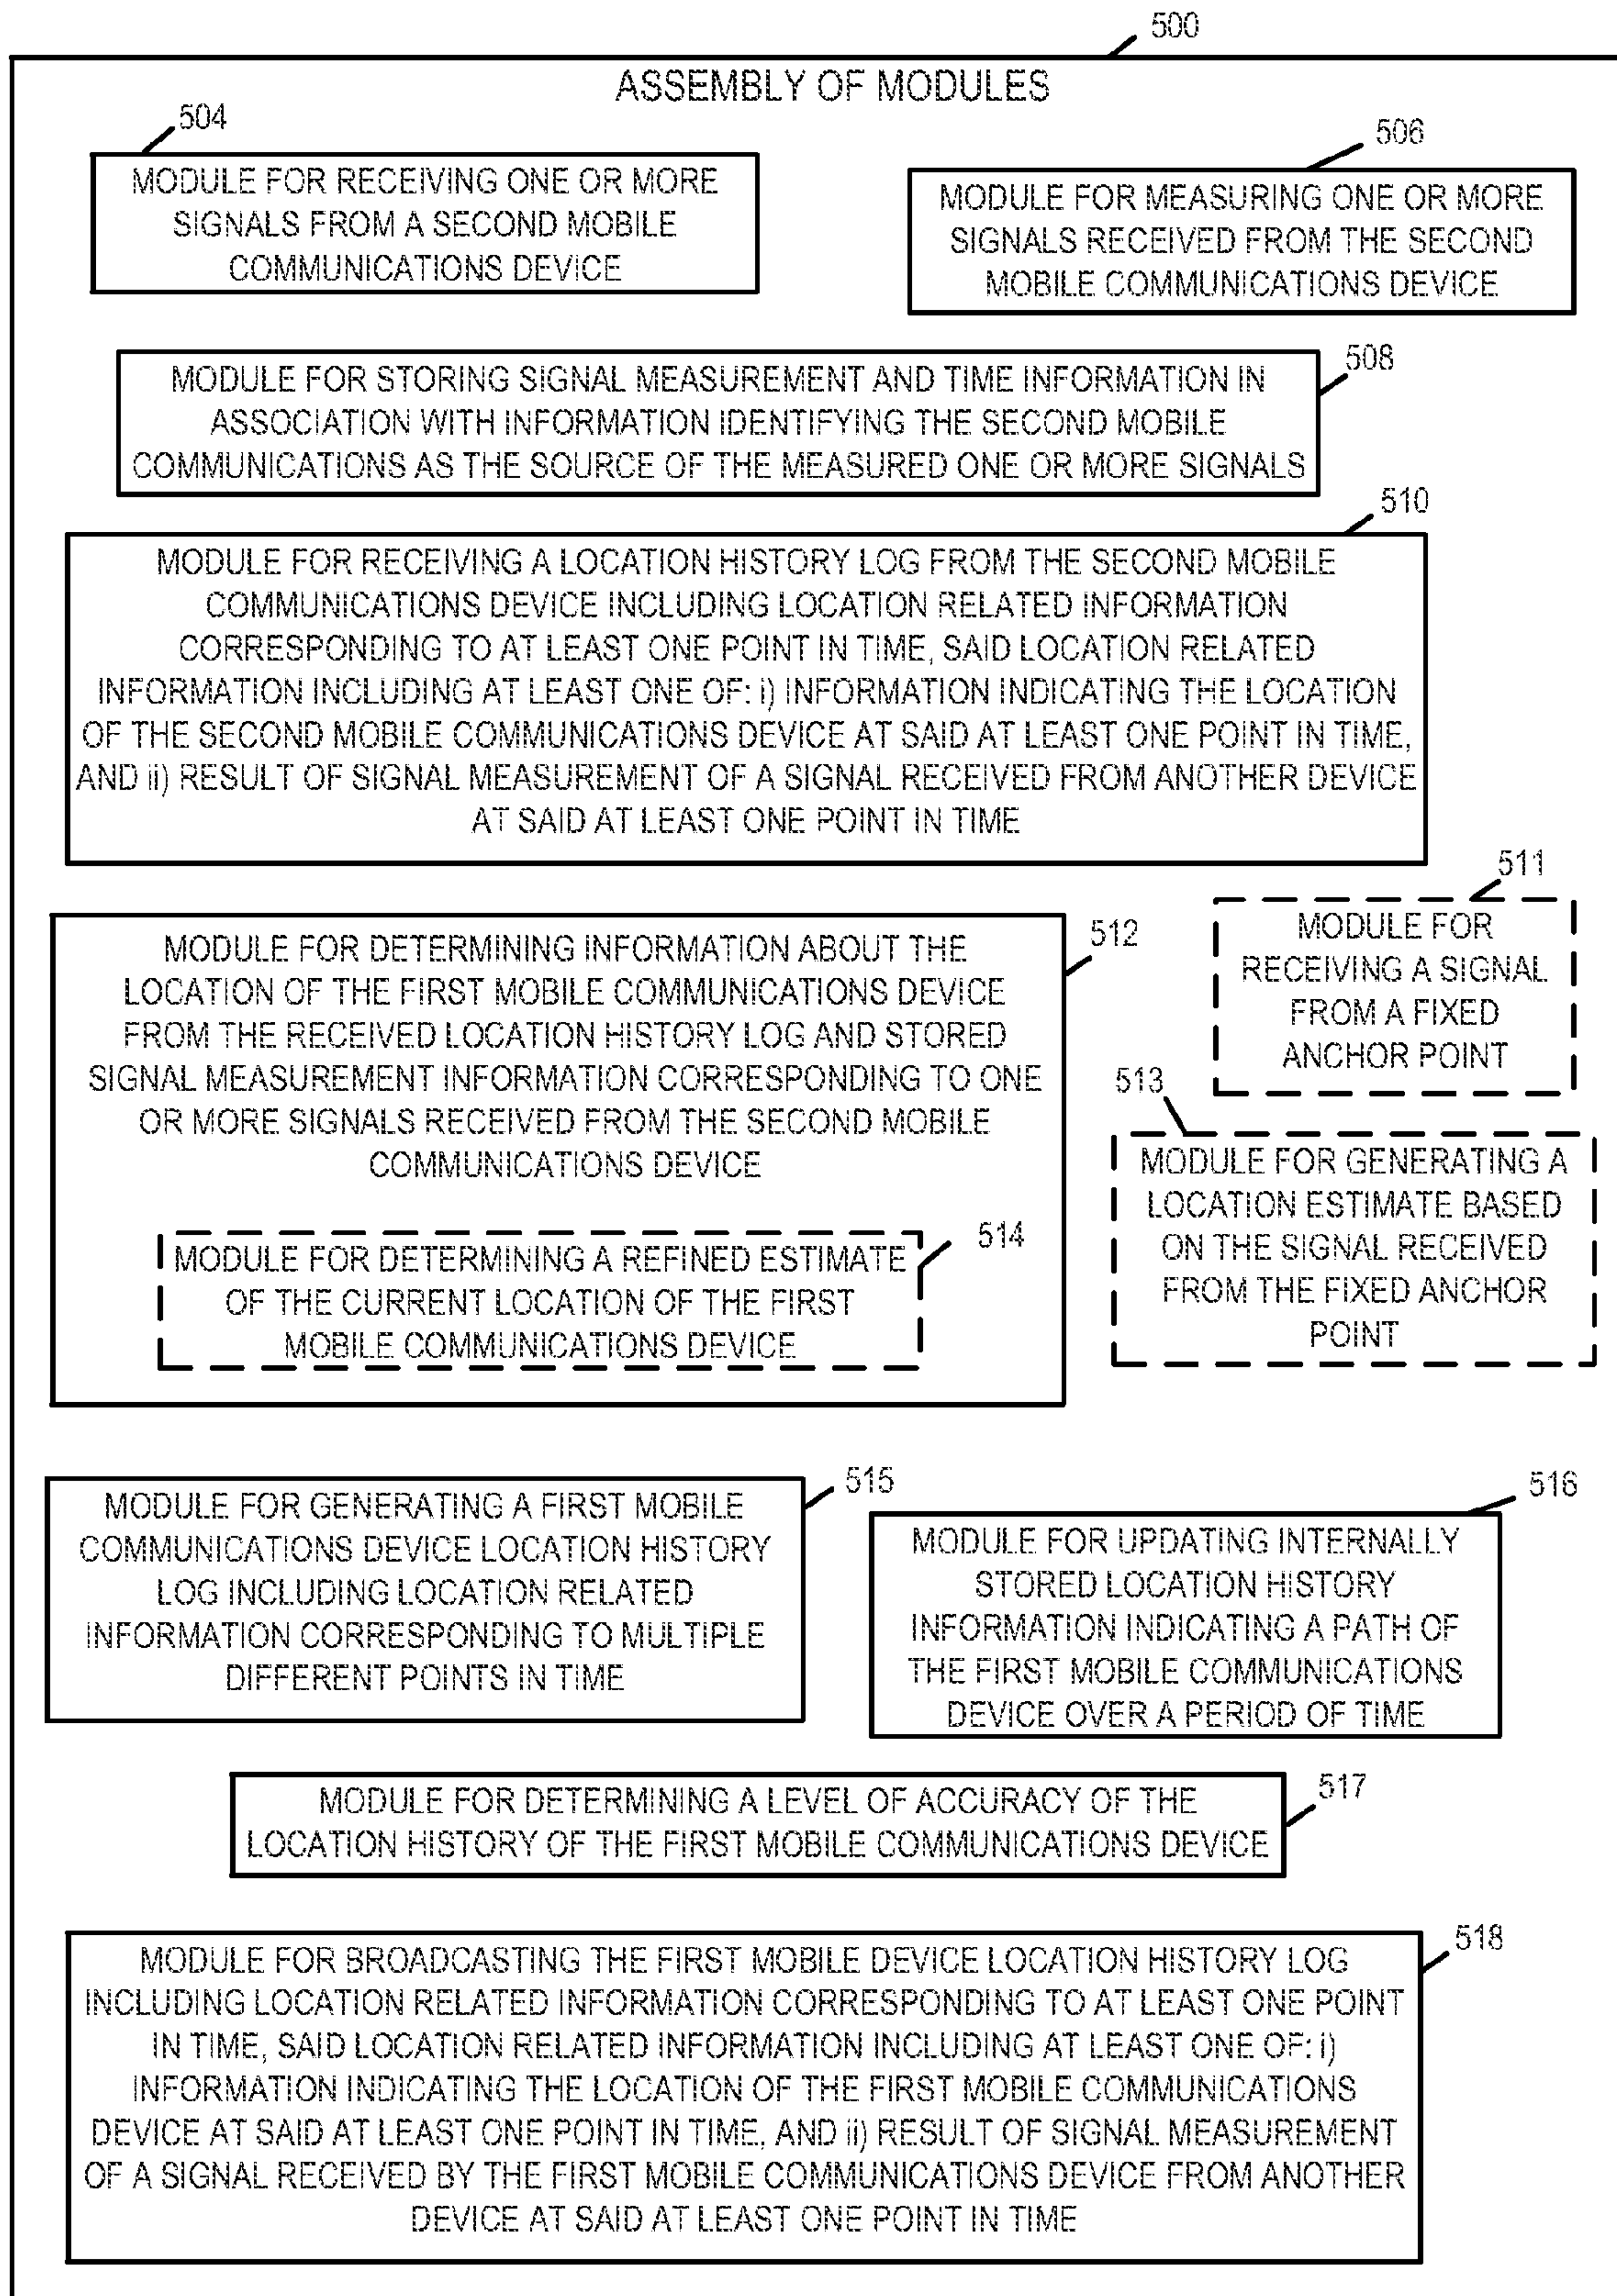 500
ASSEMBLY OF MODULES
504
MODULE FOR RECEIVING ONE OR MORE
SIGNALS FROM A SECOND MOBILE
COMMUNICATIONS DEVICE
506
MODULE FOR MEASURING ONE OR MORE
SIGNALS RECEIVED FROM THE SECOND
MOBILE COMMUNICATIONS DEVICE
508
MODULE FOR STORING SIGNAL MEASUREMENT AND TIME INFORMATION IN
ASSOCIATION WITH INFORMATION IDENTIFYING THE SECOND MOBILE
COMMUNICATIONS AS THE SOURCE OF THE MEASURED ONE OR MORE SIGNALS
510
MODULE FOR RECEIVING A LOCATION HISTORY LOG FROM THE SECOND MOBILE
COMMUNICATIONS DEVICE INCLUDING LOCATION RELATED INFORMATION
CORRESPONDING TO AT LEAST ONE POINT IN TIME, SAID LOCATION RELATED
INFORMATION INCLUDING AT LEAST ONE OF: i) INFORMATION INDICATING THE LOCATION
OF THE SECOND MOBILE COMMUNICATIONS DEVICE AT SAID AT LEAST ONE POINT IN TIME,
AND ii) RESULT OF SIGNAL MEASUREMENT OF A SIGNAL RECEIVED FROM ANOTHER DEVICE
AT SAID AT LEAST ONE POINT IN TIME
511
MODULE FOR
RECEIVING A SIGNAL
FROM A FIXED
ANCHOR POINT
512
MODULE FOR DETERMINING INFORMATION ABOUT THE
LOCATION OF THE FIRST MOBILE COMMUNICATIONS DEVICE
FROM THE RECEIVED LOCATION HISTORY LOG AND STORED
SIGNAL MEASUREMENT INFORMATION CORRESPONDING TO ONE
OR MORE SIGNALS RECEIVED FROM THE SECOND MOBILE
COMMUNICATIONS DEVICE
513
MODULE FOR GENERATING A
LOCATION ESTIMATE BASED
ON THE SIGNAL RECEIVED
FROM THE FIXED ANCHOR
POINT
514
MODULE FOR DETERMINING A REFINED ESTIMATE
OF THE CURRENT LOCATION OF THE FIRST
MOBILE COMMUNICATIONS DEVICE
515
MODULE FOR GENERATING A FIRST MOBILE
COMMUNICATIONS DEVICE LOCATION HISTORY
LOG INCLUDING LOCATION RELATED
INFORMATION CORRESPONDING TO MULTIPLE
DIFFERENT POINTS IN TIME
516
MODULE FOR UPDATING INTERNALLY
STORED LOCATION HISTORY
INFORMATION INDICATING A PATH OF
THE FIRST MOBILE COMMUNICATIONS
DEVICE OVER A PERIOD OF TIME
517
MODULE FOR DETERMINING A LEVEL OF ACCURACY OF THE
LOCATION HISTORY OF THE FIRST MOBILE COMMUNICATIONS DEVICE
518
MODULE FOR BROADCASTING THE FIRST MOBILE DEVICE LOCATION HISTORY LOG
INCLUDING LOCATION RELATED INFORMATION CORRESPONDING TO AT LEAST ONE POINT
IN TIME, SAID LOCATION RELATED INFORMATION INCLUDING AT LEAST ONE OF: i)
INFORMATION INDICATING THE LOCATION OF THE FIRST MOBILE COMMUNICATIONS
DEVICE AT SAID AT LEAST ONE POINT IN TIME, AND ii) RESULT OF SIGNAL MEASUREMENT
OF A SIGNAL RECEIVED BY THE FIRST MOBILE COMMUNICATIONS DEVICE FROM ANOTHER
DEVICE AT SAID AT LEAST ONE POINT IN TIME